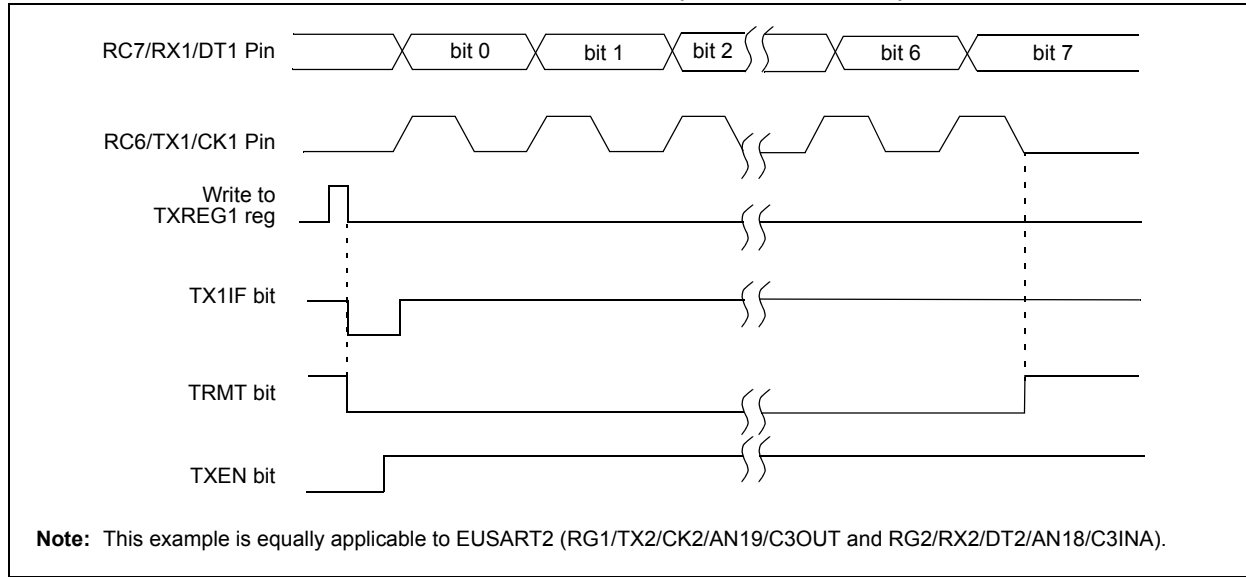 RC7/RX1/DT1 Pin
bit 0
bit 1
bit 2
bit 6
bit 7
RC6/TX1/CK1 Pin
Write to
TXREG1 reg
TX1IF bit
TRMT bit
TXEN bit
Note: This example is equally applicable to EUSART2 (RG1/TX2/CK2/AN19/C3OUT and RG2/RX2/DT2/AN18/C3INA).